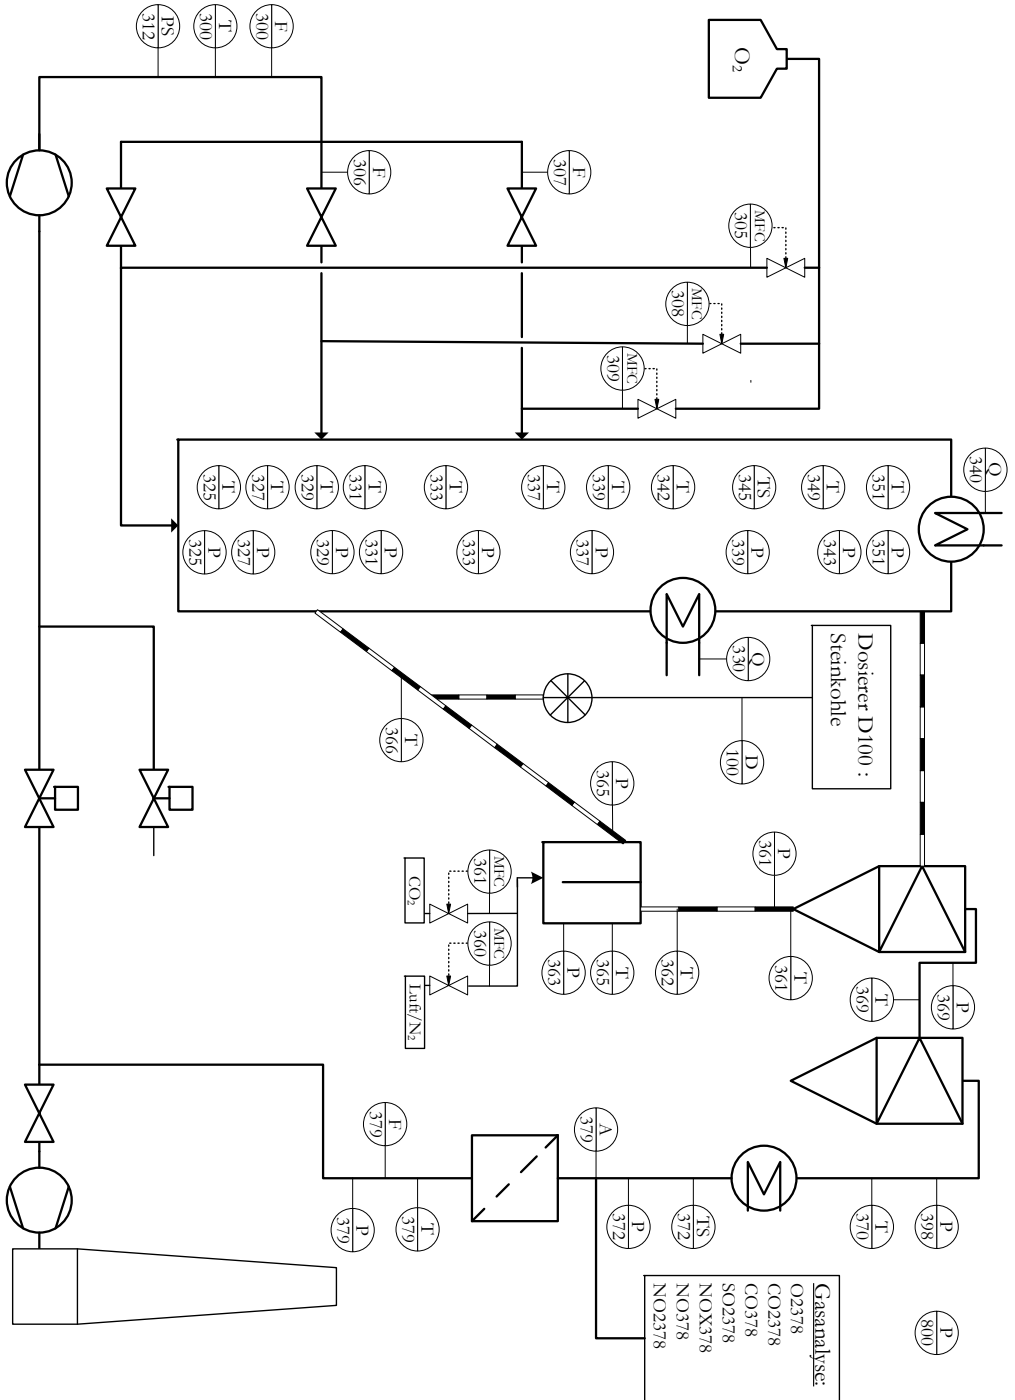 PS
312
T
300
F
300
O₂
F
306
F
307
MFC
305
MFC
308
MFC
309
T
325
T
327
T
329
T
331
T
333
T
337
T
339
T
342
TS
345
T
349
T
351
Q
340
P
325
P
327
P
329
P
331
P
333
P
337
P
339
P
343
P
351
Q
330
Dosierer D100 :
Steinkohle
T
366
D
100
P
365
P
361
MFC
361
CO₂
MFC
360
Luft/N₂
P
363
T
365
T
362
T
361
T
369
P
369
F
379
A
379
P
379
T
379
P
372
TS
372
T
370
P
398
Gasanalyse:
O2378
CO2378
CO378
SO2378
NOX378
NO378
NO2378
P
800